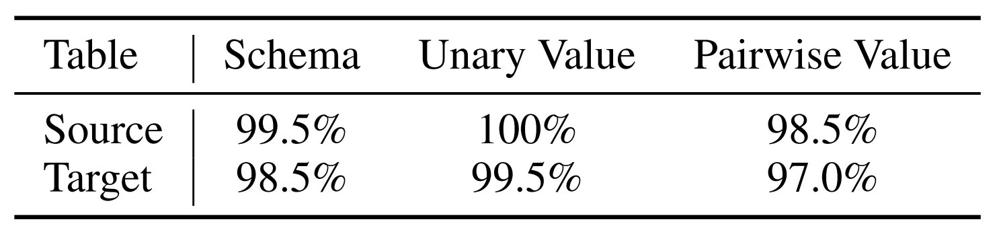 Table Schema Unary Value Pairwise Value
Source 99.5% 100% 98.5%
Target 98.5% 99.5% 97.0%